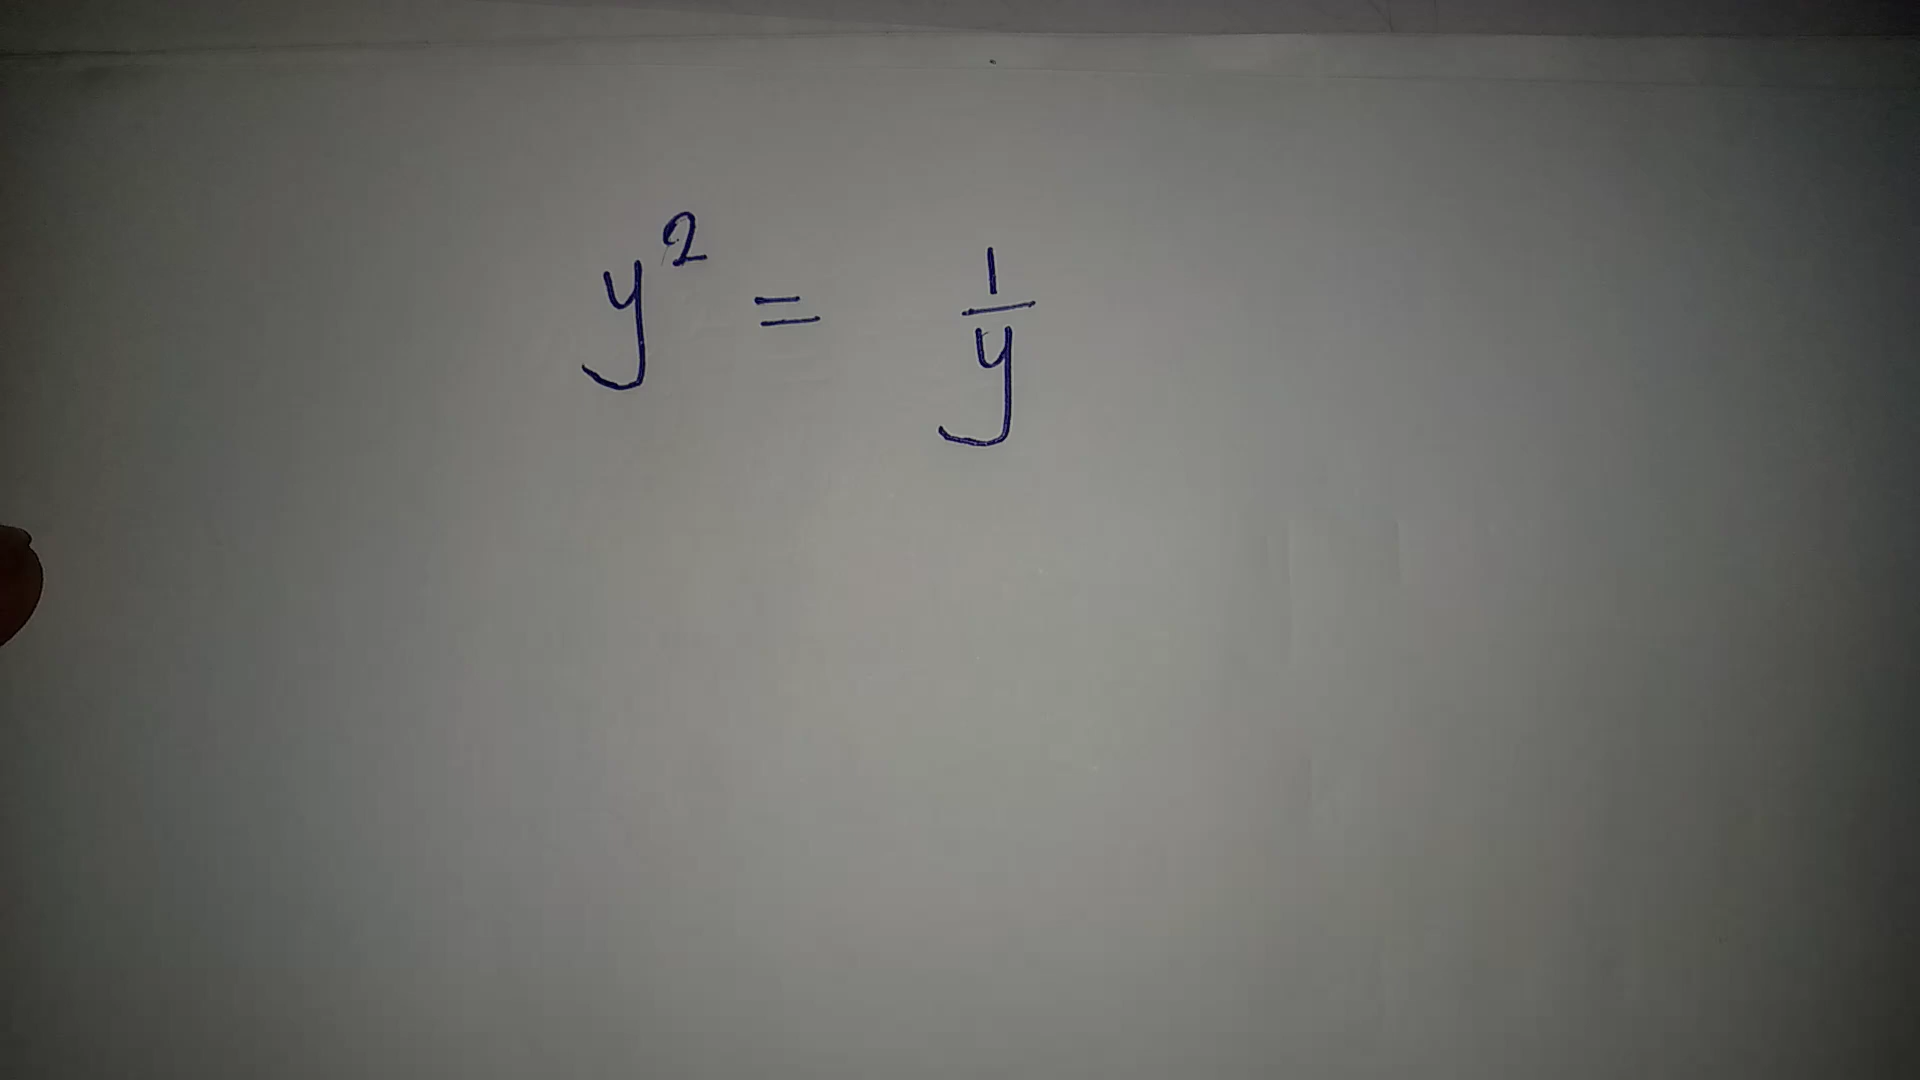 y² = 1/y